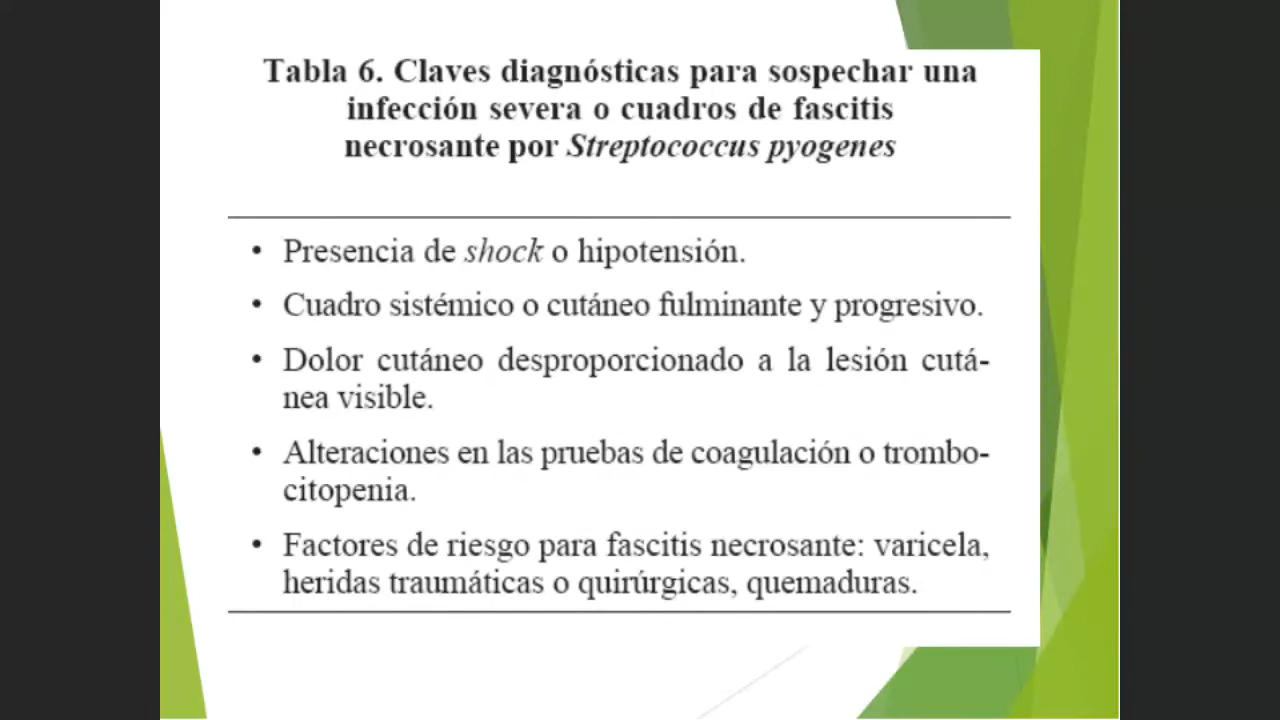 Tabla 6. Claves diagnósticas para sospechar una
infección severa o cuadros de fascitis
necrosante por Streptococcus pyogenes
• Presencia de shock o hipotensión.
• Cuadro sistémico o cutáneo fulminante y progresivo.
• Dolor cutáneo desproporcionado a la lesión cutá-
nea visible.
• Alteraciones en las pruebas de coagulación o trombo-
citopenia.
• Factores de riesgo para fascitis necrosante: varicela,
heridas traumáticas o quirúrgicas, quemaduras.